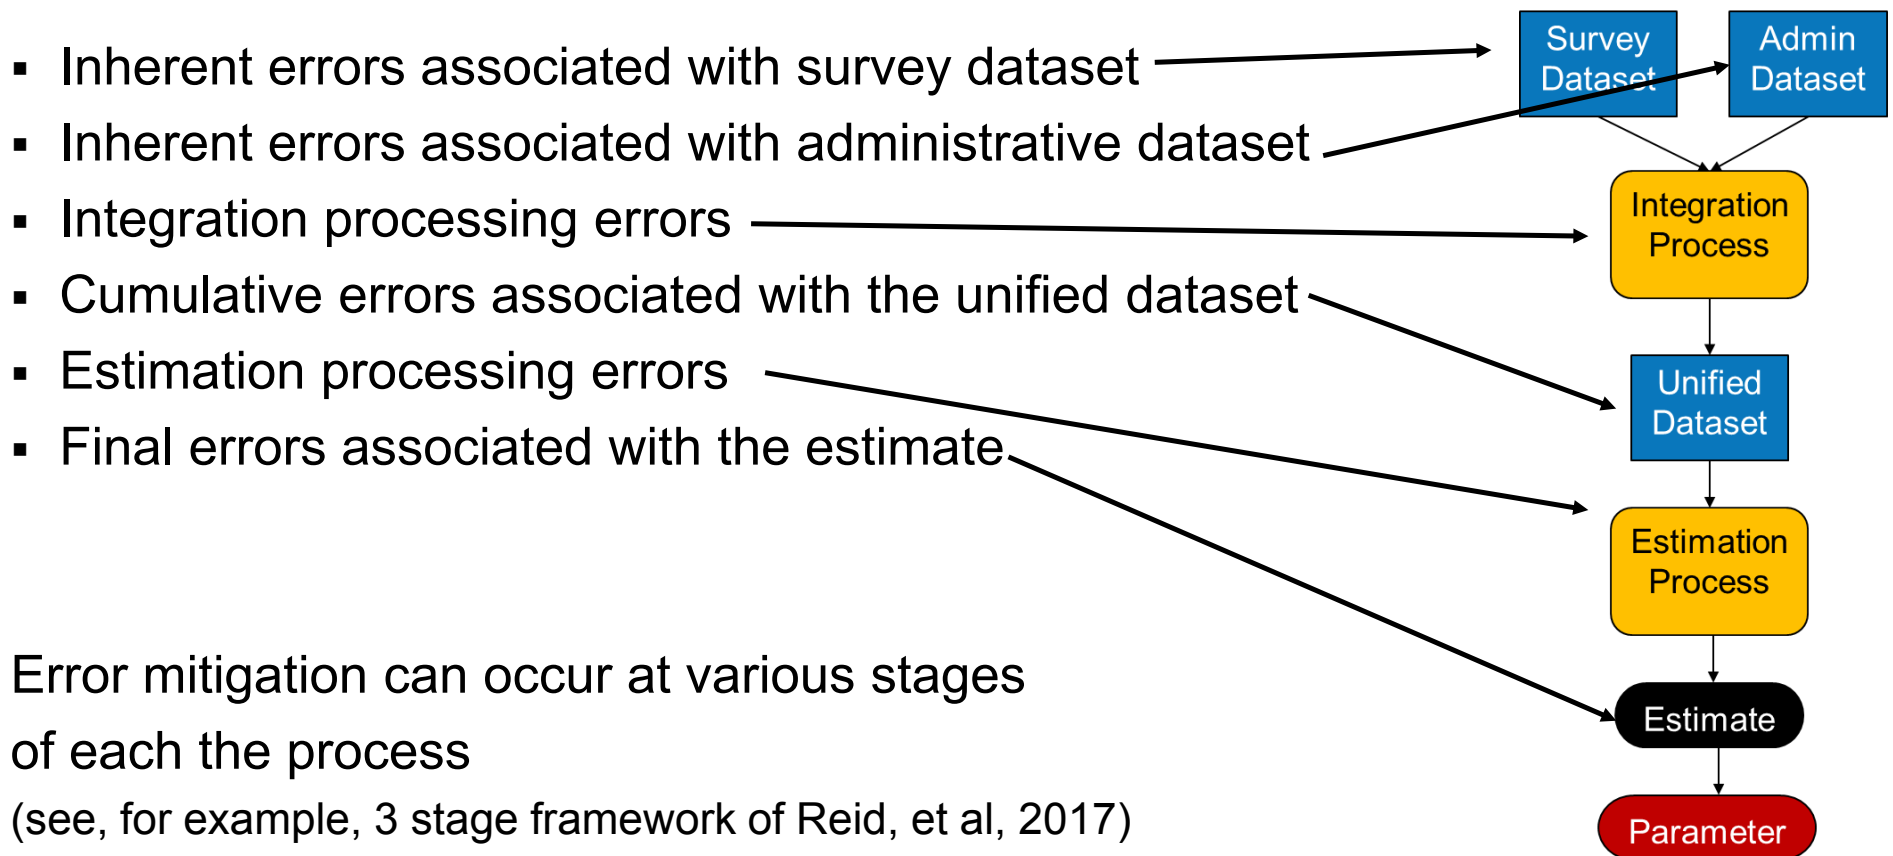 ▪ Inherent errors associated with survey dataset
▪ Inherent errors associated with administrative dataset
▪ Integration processing errors
▪ Cumulative errors associated with the unified dataset
▪ Estimation processing errors
▪ Final errors associated with the estimate
Error mitigation can occur at various stages
of each the process
(see, for example, 3 stage framework of Reid, et al, 2017)
Survey
Dataset
Admin
Dataset
Integration
Process
Unified
Dataset
Estimation
Process
Estimate
Parameter